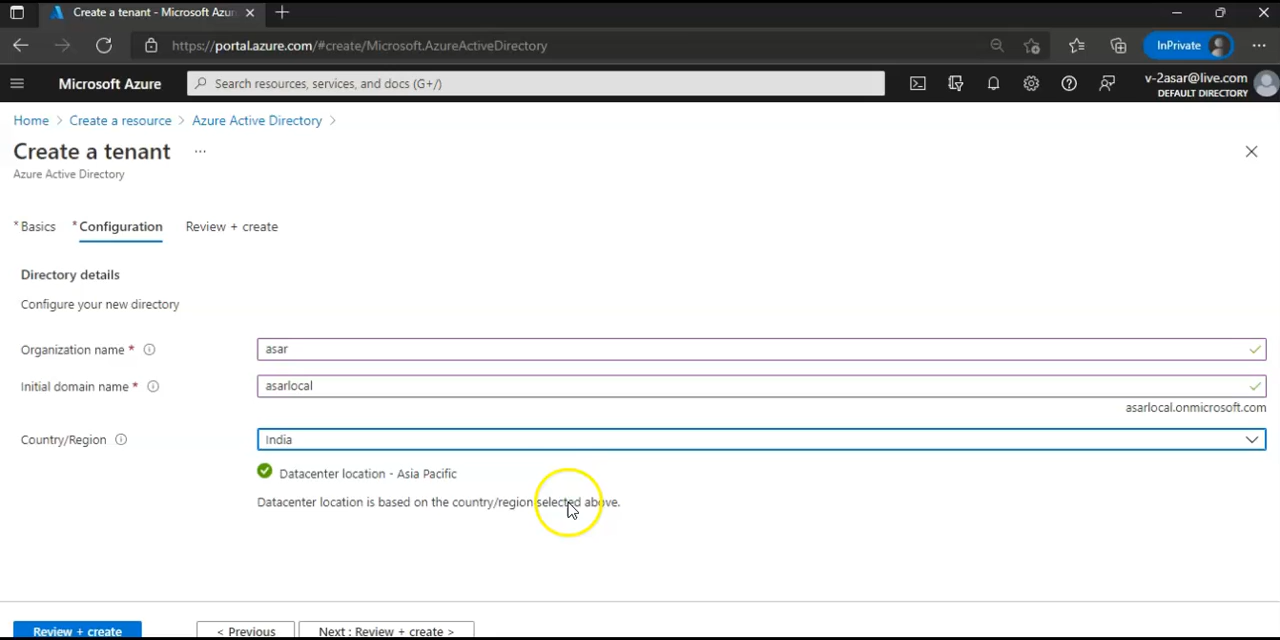 Create a tenant - Microsoft Azu
https://portal.azure.com/#create/Microsoft.AzureActiveDirectory
InPrivate
Microsoft Azure
Search resources, services, and docs (G+/)
v-2asar@live.com
DEFAULT DIRECTORY
Home > Create a resource > Azure Active Directory >
Create a tenant ...
Azure Active Directory
* Basics * Configuration Review + create
Directory details
Configure your new directory
Organization name * asar
Initial domain name * asarlocal
asarlocal.onmicrosoft.com
Country/Region India
Datacenter location - Asia Pacific
Datacenter location is based on the country/region selected above.
Review + create < Previous Next : Review + create >